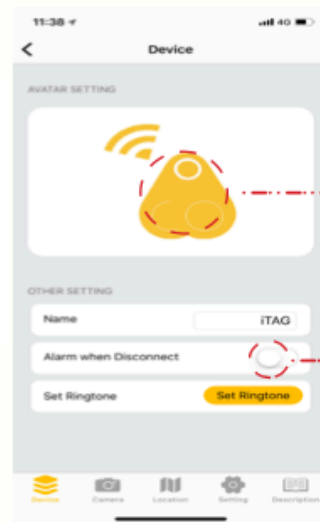 11:38
4G
Device
AVATAR SETTING
OTHER SETTING
Name iTAG
Alarm when Disconnect
Set Ringtone Set Ringtone
Device Camera Location Setting Description